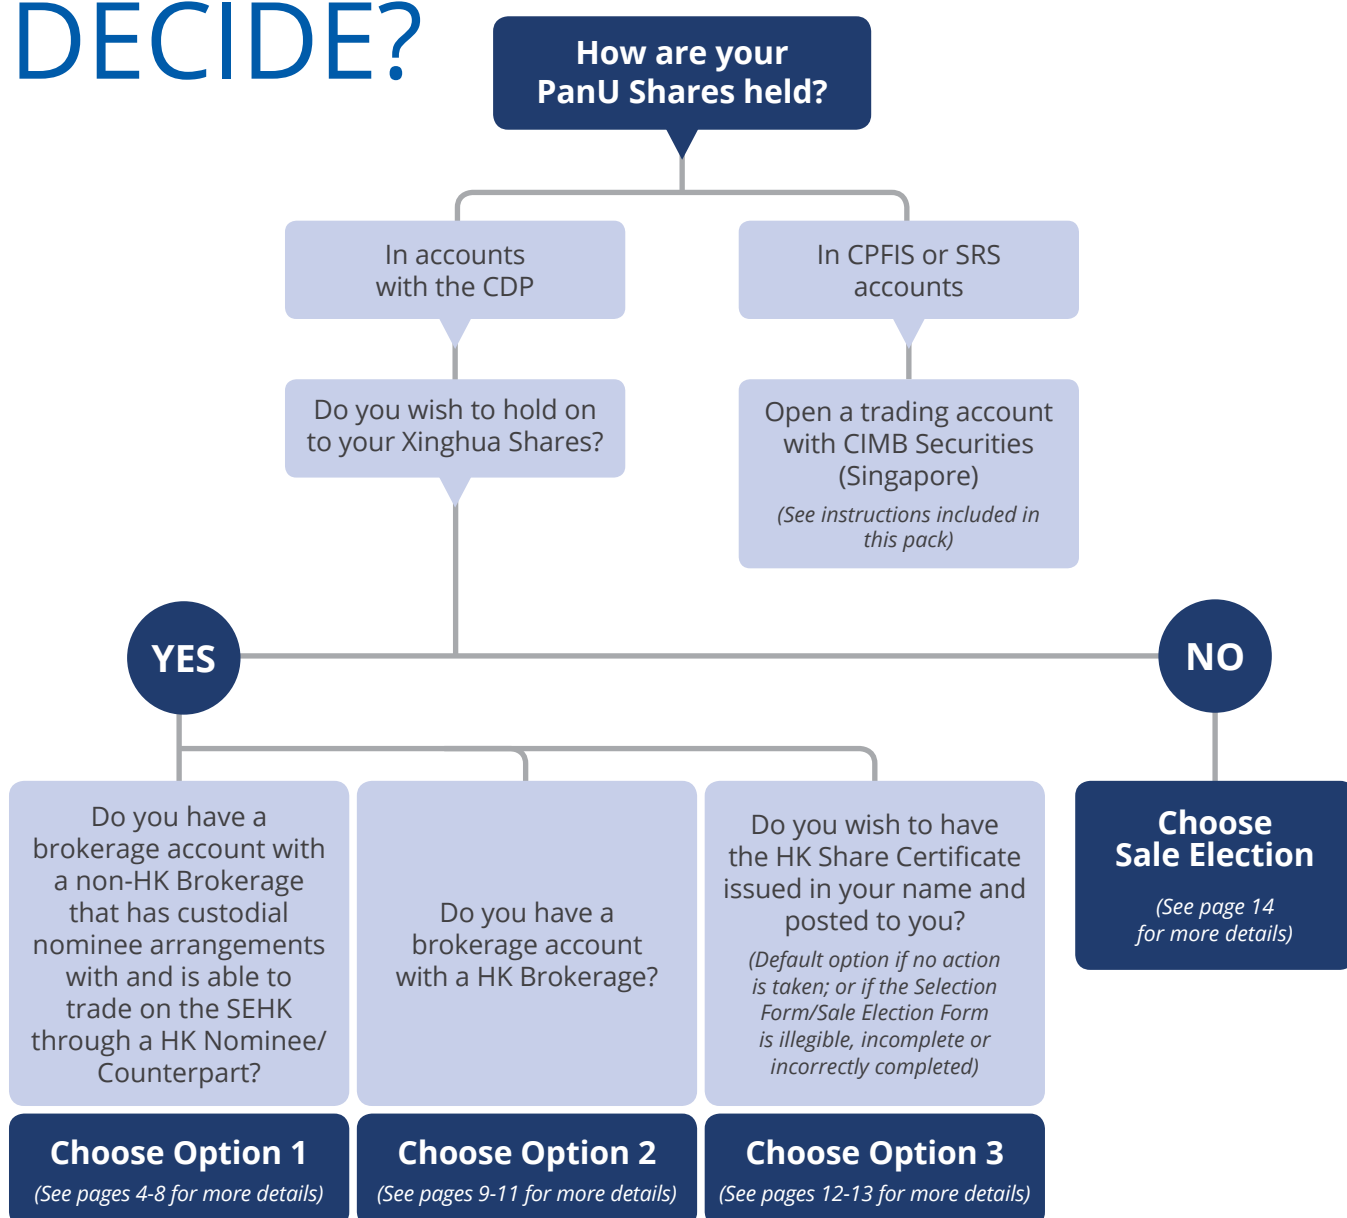 DECIDE?
How are your
PanU Shares held?
In accounts
with the CDP
In CPFIS or SRS
accounts
Do you wish to hold on
to your Xinghua Shares?
Open a trading account
with CIMB Securities
(Singapore)
(See instructions included in
this pack)
YES
NO
Do you have a
brokerage account with
a non-HK Brokerage
that has custodial
nominee arrangements
with and is able to
trade on the SEHK
through a HK Nominee/
Counterpart?
Do you have a
brokerage account
with a HK Brokerage?
Do you wish to have
the HK Share Certificate
issued in your name and
posted to you?
(Default option if no action
is taken; or if the Selection
Form/Sale Election Form
is illegible, incomplete or
incorrectly completed)
Choose
Sale Election
(See page 14
for more details)
Choose Option 1
(See pages 4-8 for more details)
Choose Option 2
(See pages 9-11 for more details)
Choose Option 3
(See pages 12-13 for more details)